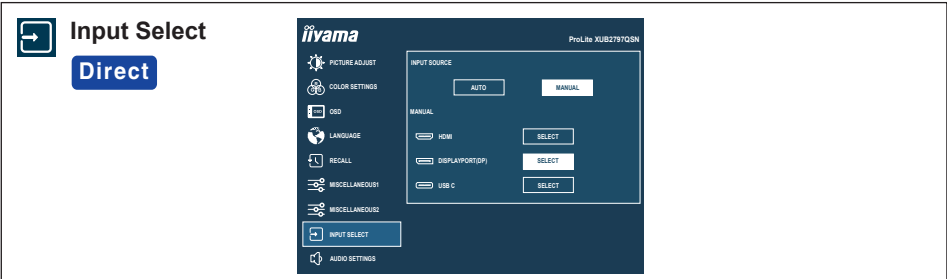 Input Select
Direct
iiyama
ProLite XUB2797QSN
PICTURE ADJUST
COLOR SETTINGS
OSD
OSD
LANGUAGE
RECALL
MISCELLANEOUS1
MISCELLANEOUS2
INPUT SELECT
AUDIO SETTINGS
INPUT SOURCE
AUTO
MANUAL
MANUAL
HDMI
SELECT
DISPLAYPORT(DP)
SELECT
USB C
SELECT